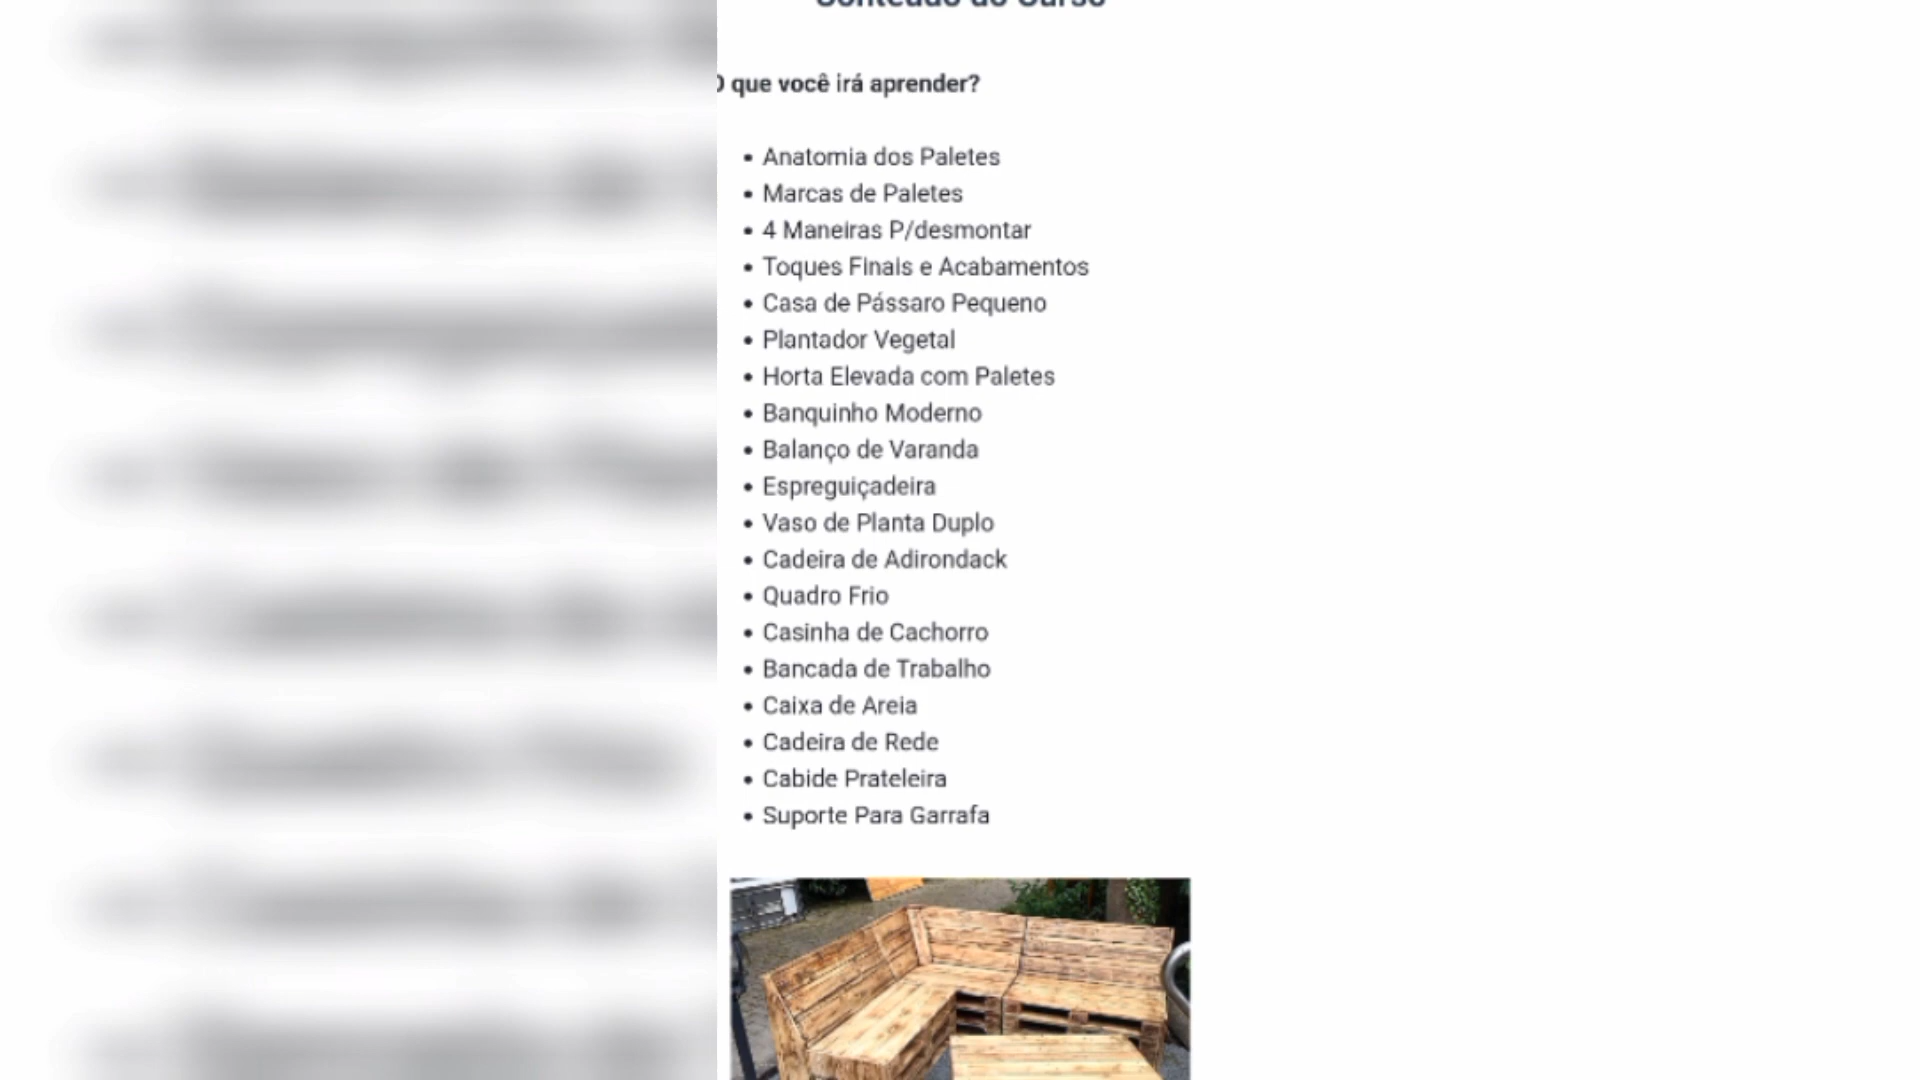 Conteúdo do Curso
O que você irá aprender?
• Anatomia dos Paletes
• Marcas de Paletes
• 4 Maneiras P/desmontar
• Toques Finais e Acabamentos
• Casa de Pássaro Pequeno
• Plantador Vegetal
• Horta Elevada com Paletes
• Banquinho Moderno
• Balanço de Varanda
• Espreguiçadeira
• Vaso de Planta Duplo
• Cadeira de Adirondack
• Quadro Frio
• Casinha de Cachorro
• Bancada de Trabalho
• Caixa de Areia
• Cadeira de Rede
• Cabide Prateleira
• Suporte Para Garrafa